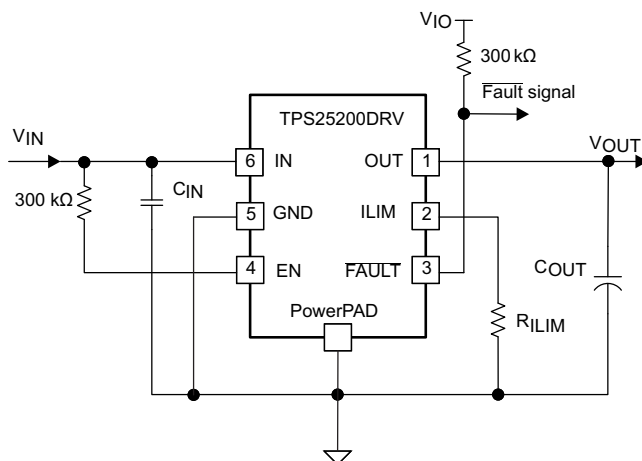 VIO
300 kΩ
Fault signal
TPS25200DRV
VIN
VOUT
6 IN
OUT 1
300 kΩ
CIN
5 GND
ILIM 2
4 EN
FAULT 3
COUT
PowerPAD
RILIM